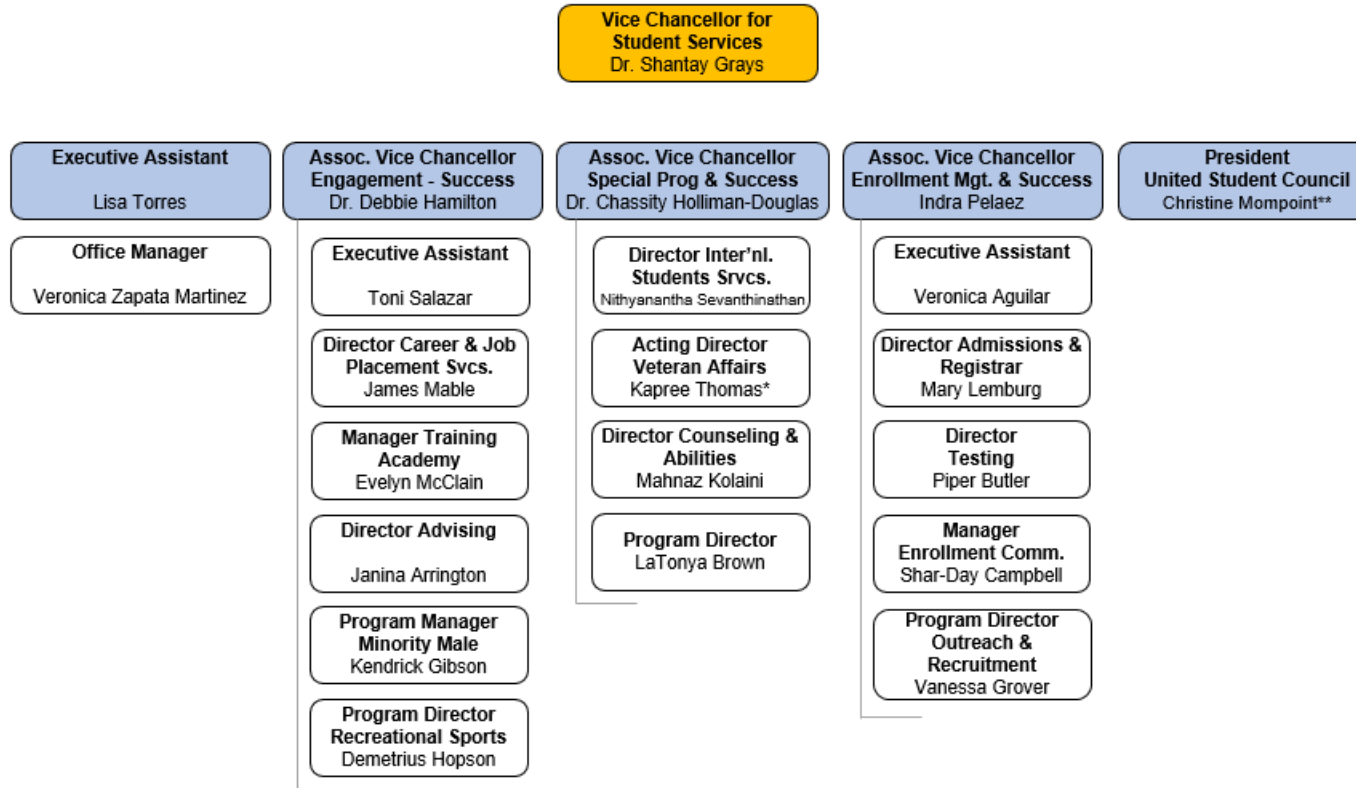 Vice Chancellor for
Student Services
Dr. Shantay Grays
Executive Assistant
Lisa Torres
Office Manager
Veronica Zapata Martinez
Assoc. Vice Chancellor
Engagement - Success
Dr. Debbie Hamilton
Executive Assistant
Toni Salazar
Director Career & Job
Placement Svcs.
James Mable
Manager Training
Academy
Evelyn McClain
Director Advising
Janina Arrington
Program Manager
Minority Male
Kendrick Gibson
Program Director
Recreational Sports
Demetrius Hopson
Assoc. Vice Chancellor
Special Prog & Success
Dr. Chassity Holliman-Douglas
Director Inter'nl.
Students Srvcs.
Nithyanantha Sevanthinathan
Acting Director
Veteran Affairs
Kapree Thomas*
Director Counseling &
Abilities
Mahnaz Kolaini
Program Director
LaTonya Brown
Assoc. Vice Chancellor
Enrollment Mgt. & Success
Indra Pelaez
Executive Assistant
Veronica Aguilar
Director Admissions &
Registrar
Mary Lemburg
Director
Testing
Piper Butler
Manager
Enrollment Comm.
Shar-Day Campbell
Program Director
Outreach &
Recruitment
Vanessa Grover
President
United Student Council
Christine Mompoint**